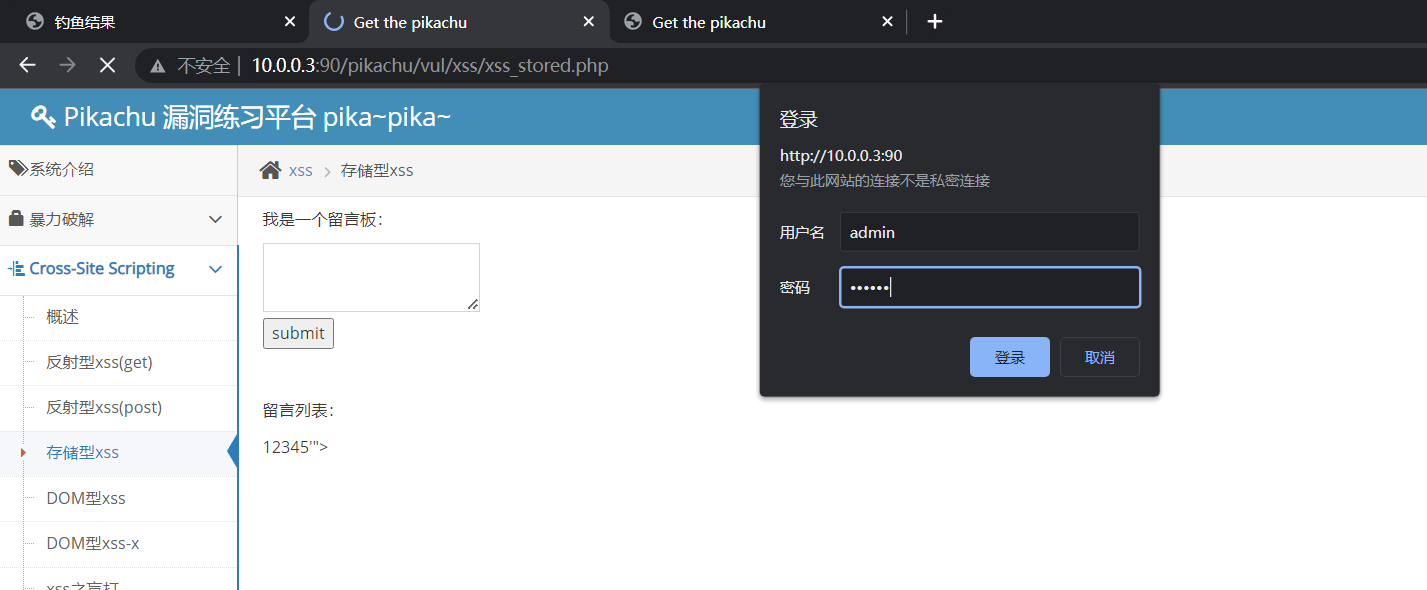 钓鱼结果
Get the pikachu
Get the pikachu
不安全 | 10.0.0.3:90/pikachu/vul/xss/xss_stored.php
Pikachu 漏洞练习平台 pika~pika~
系统介绍
暴力破解
Cross-Site Scripting
概述
反射型xss(get)
反射型xss(post)
存储型xss
DOM型xss
DOM型xss-x
xss之盲打
xss > 存储型xss
我是一个留言板：
submit
留言列表：
12345'">
登录
http://10.0.0.3:90
您与此网站的连接不是私密连接
用户名 admin
密码 ••••••
登录 取消